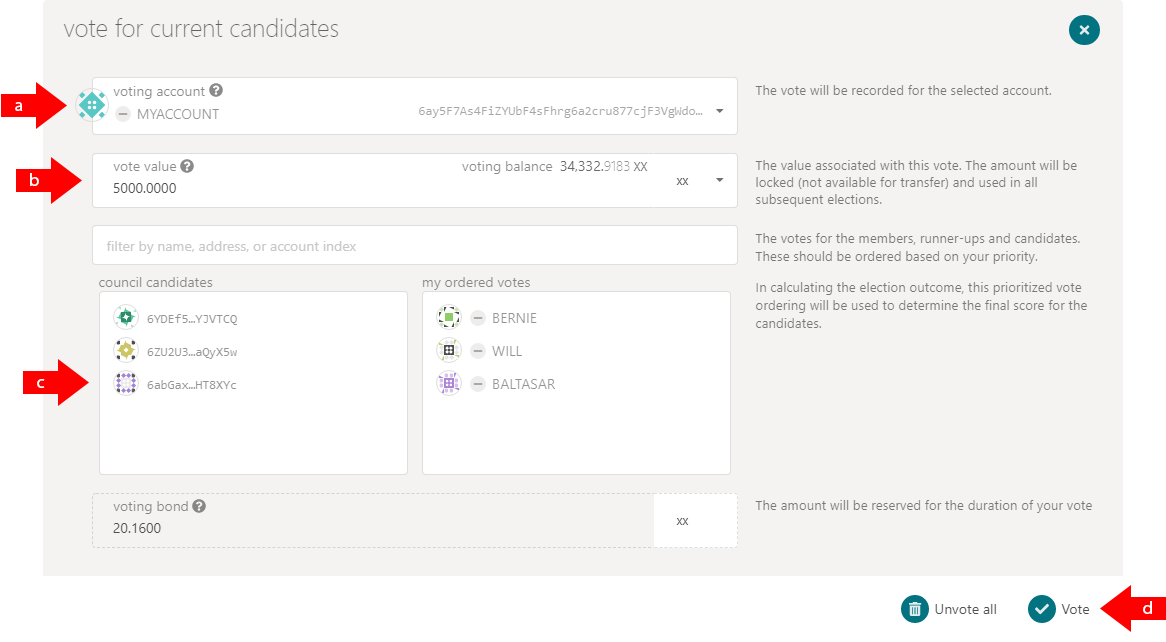 vote for current candidates
a
voting account ?
MYACCOUNT
6ay5F7As4FiZYUbF4sFhrg6a2cru877cjF3VgWdo…
The vote will be recorded for the selected account.
b
vote value ?
voting balance 34,332.9183 XX
5000.0000
xx
The value associated with this vote. The amount will be
locked (not available for transfer) and used in all
subsequent elections.
filter by name, address, or account index
The votes for the members, runner-ups and candidates.
These should be ordered based on your priority.
In calculating the election outcome, this prioritized vote
ordering will be used to determine the final score for the
candidates.
council candidates
my ordered votes
c
6YDEf5…YJVTCQ
6ZU2U3…aQyX5w
6abGax…HT8XYc
BERNIE
WILL
BALTASAR
voting bond ?
20.1600
xx
The amount will be reserved for the duration of your vote
Unvote all
Vote
d